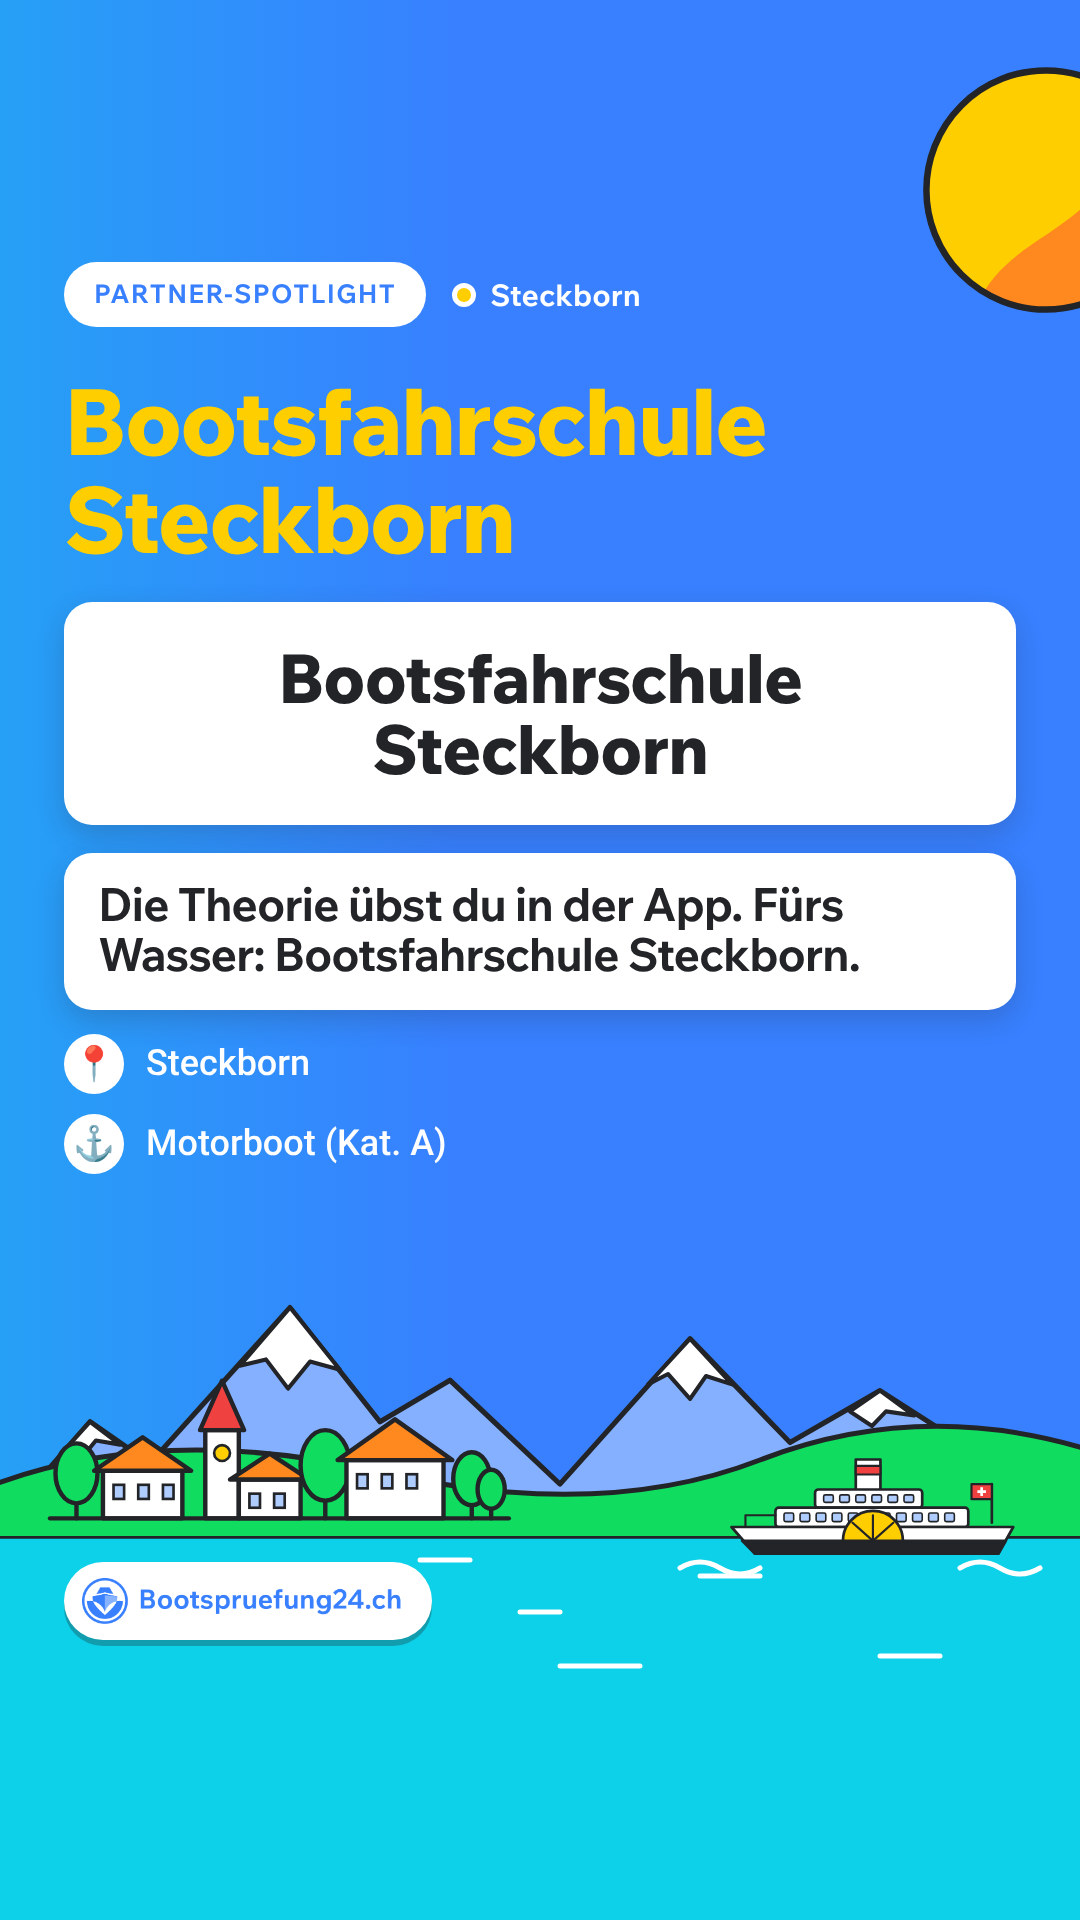 PARTNER-SPOTLIGHT
Steckborn
Bootsfahrschule
Steckborn
Bootsfahrschule
Steckborn
Die Theorie übst du in der App. Fürs
Wasser: Bootsfahrschule Steckborn.
Steckborn
Motorboot (Kat. A)
Bootspruefung24.ch